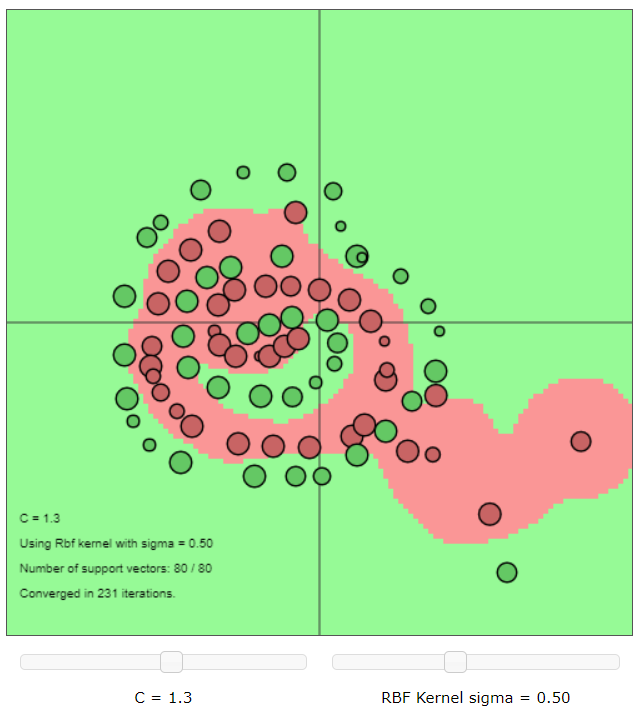 C = 1.3
Using Rbf kernel with sigma = 0.50
Number of support vectors: 80 / 80
Converged in 231 iterations.
C = 1.3
RBF Kernel sigma = 0.50